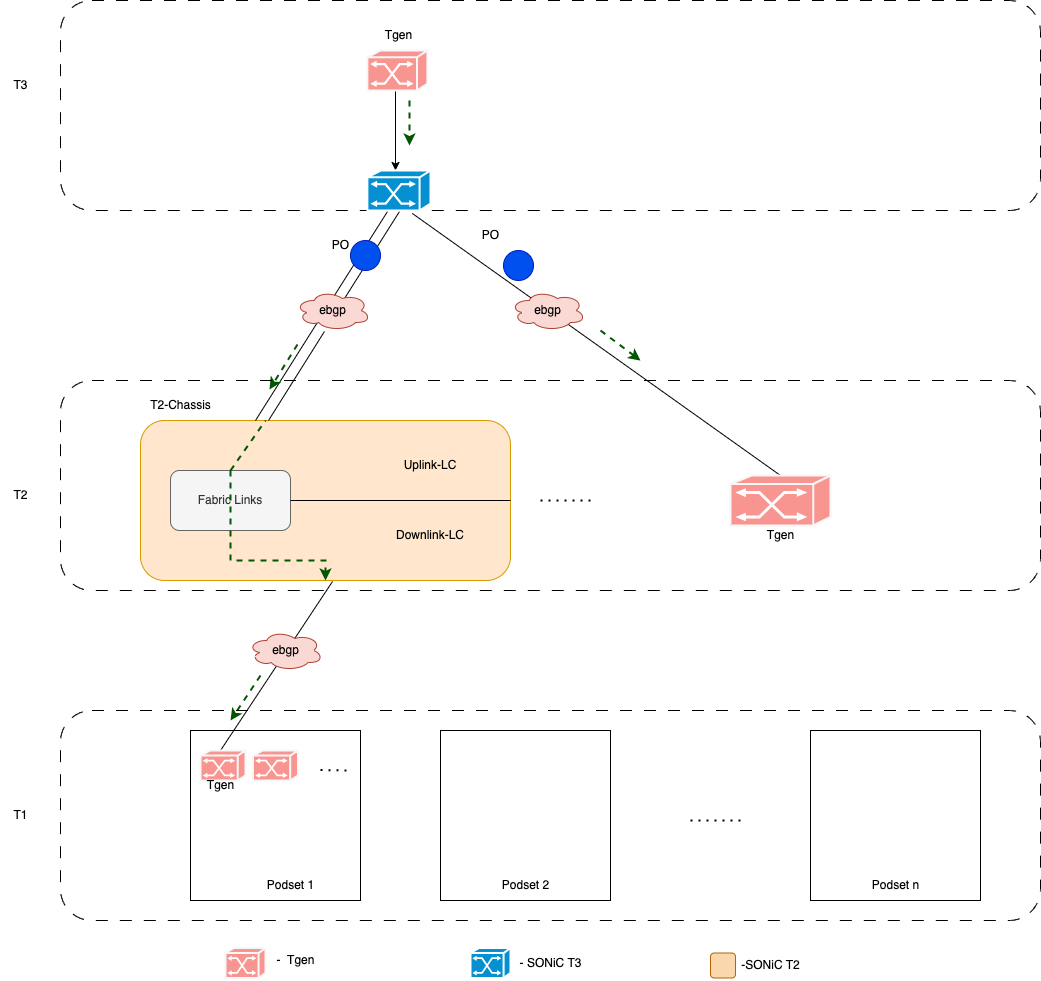 Tgen
T3
PO
PO
ebgp
ebgp
T2-Chassis
Uplink-LC
T2
Fabric Links
.......
Downlink-LC
Tgen
ebgp
....
Tgen
T1
.......
Podset 1
Podset 2
Podset n
- Tgen
- SONiC T3
-SONiC T2